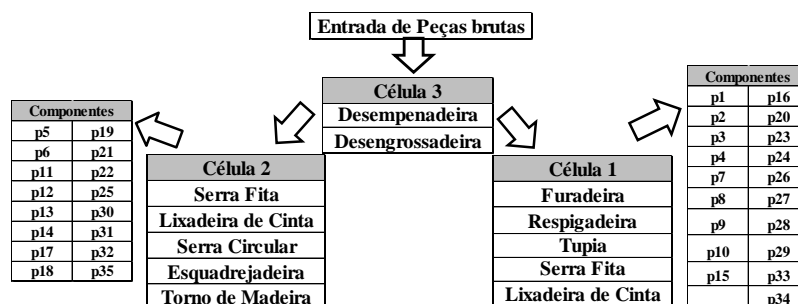 Entrada de Peças brutas
Célula 3
Desempenadeira
Desengrossadeira
Componentes
p5 p19
p6 p21
p11 p22
p12 p25
p13 p30
p14 p31
p17 p32
p18 p35
Célula 2
Serra Fita
Lixadeira de Cinta
Serra Circular
Esquadrejadeira
Torno de Madeira
Célula 1
Furadeira
Respigadeira
Tupia
Serra Fita
Lixadeira de Cinta
Componentes
p1 p16
p2 p20
p3 p23
p4 p24
p7 p26
p8 p27
p9 p28
p10 p29
p15 p33
p34